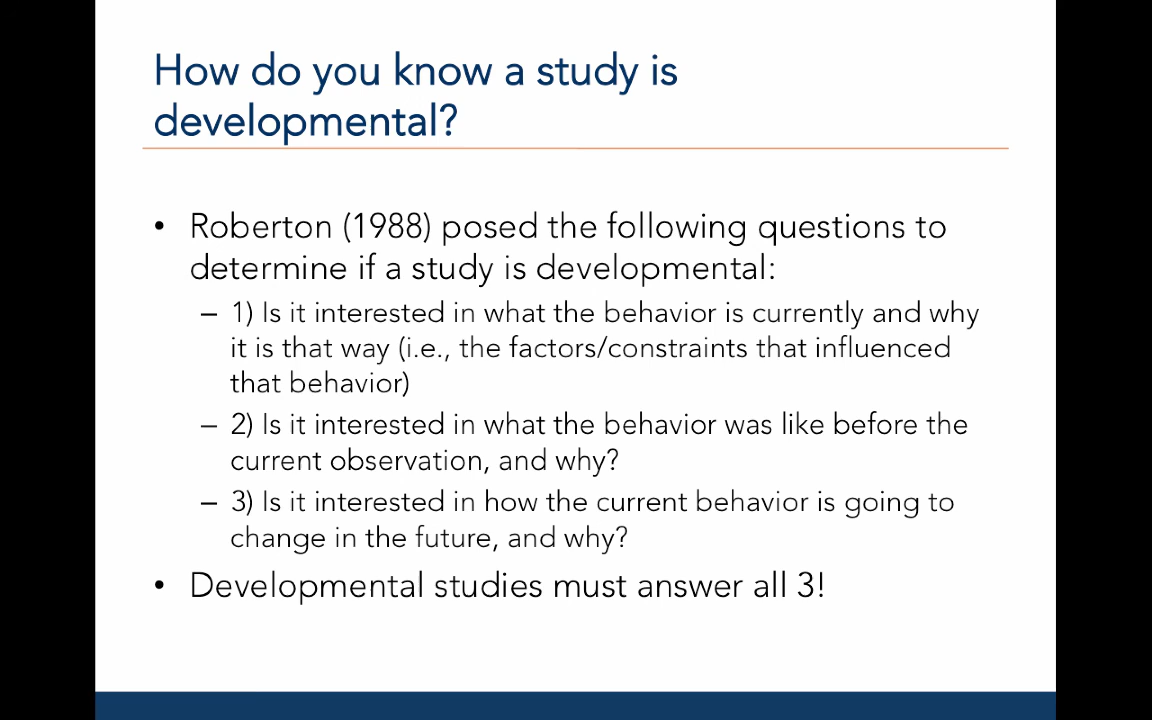 How do you know a study is
developmental?
• Roberton (1988) posed the following questions to
determine if a study is developmental:
– 1) Is it interested in what the behavior is currently and why
it is that way (i.e., the factors/constraints that influenced
that behavior)
– 2) Is it interested in what the behavior was like before the
current observation, and why?
– 3) Is it interested in how the current behavior is going to
change in the future, and why?
• Developmental studies must answer all 3!